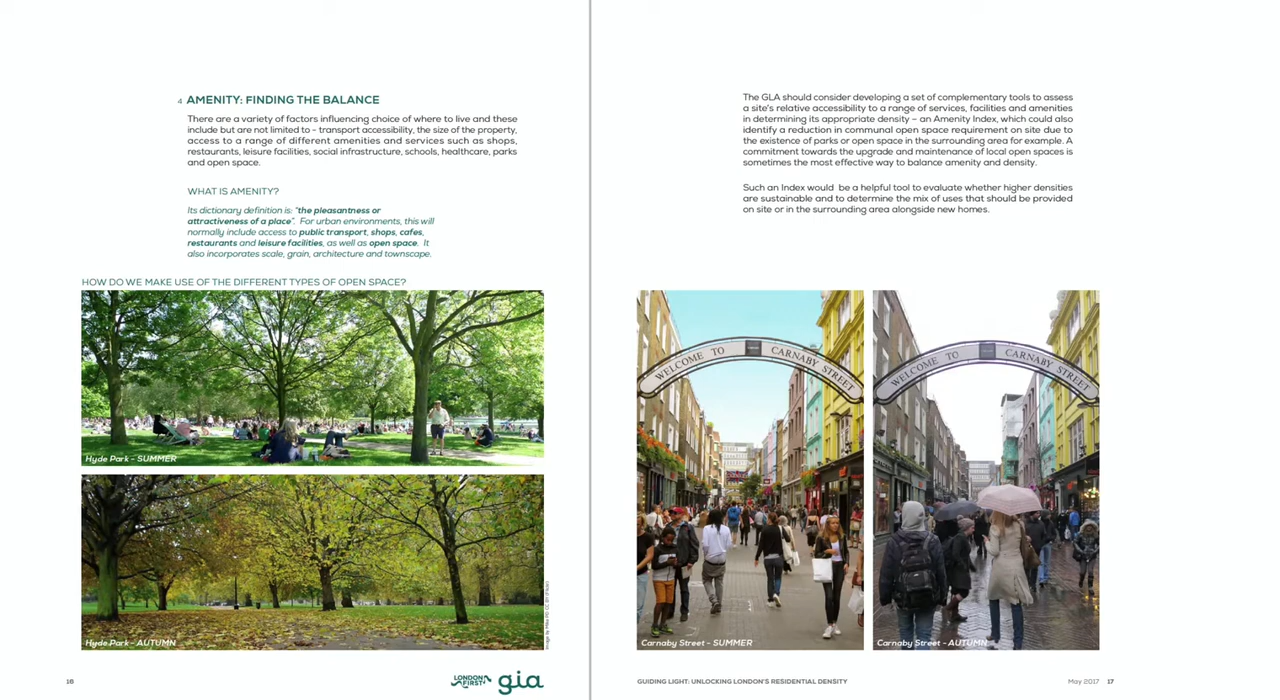 4 AMENITY: FINDING THE BALANCE
There are a variety of factors influencing choice of where to live and these
include but are not limited to – transport accessibility, the size of the property,
access to a range of different amenities and services such as shops,
restaurants, leisure facilities, social infrastructure, schools, healthcare, parks
and open space.
WHAT IS AMENITY?
Its dictionary definition is: “the pleasantness or
attractiveness of a place”. For urban environments, this will
normally include access to public transport, shops, cafes,
restaurants and leisure facilities, as well as open space. It
also incorporates scale, grain, architecture and townscape.
HOW DO WE MAKE USE OF THE DIFFERENT TYPES OF OPEN SPACE?
Hyde Park - SUMMER
Hyde Park - AUTUMN
16
LONDON
FIRST
gia
The GLA should consider developing a set of complementary tools to assess
a site's relative accessibility to a range of services, facilities and amenities
in determining its appropriate density – an Amenity Index, which could also
identify a reduction in communal open space requirement on site due to
the existence of parks or open space in the surrounding area for example. A
commitment towards the upgrade and maintenance of local open spaces is
sometimes the most effective way to balance amenity and density.
Such an Index would be a helpful tool to evaluate whether higher densities
are sustainable and to determine the mix of uses that should be provided
on site or in the surrounding area alongside new homes.
WELCOME TO CARNABY STREET
Carnaby Street - SUMMER
WELCOME TO CARNABY STREET
Carnaby Street - AUTUMN
GUIDING LIGHT: UNLOCKING LONDON'S RESIDENTIAL DENSITY
May 2017 17